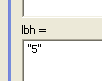 lbh =
"5"